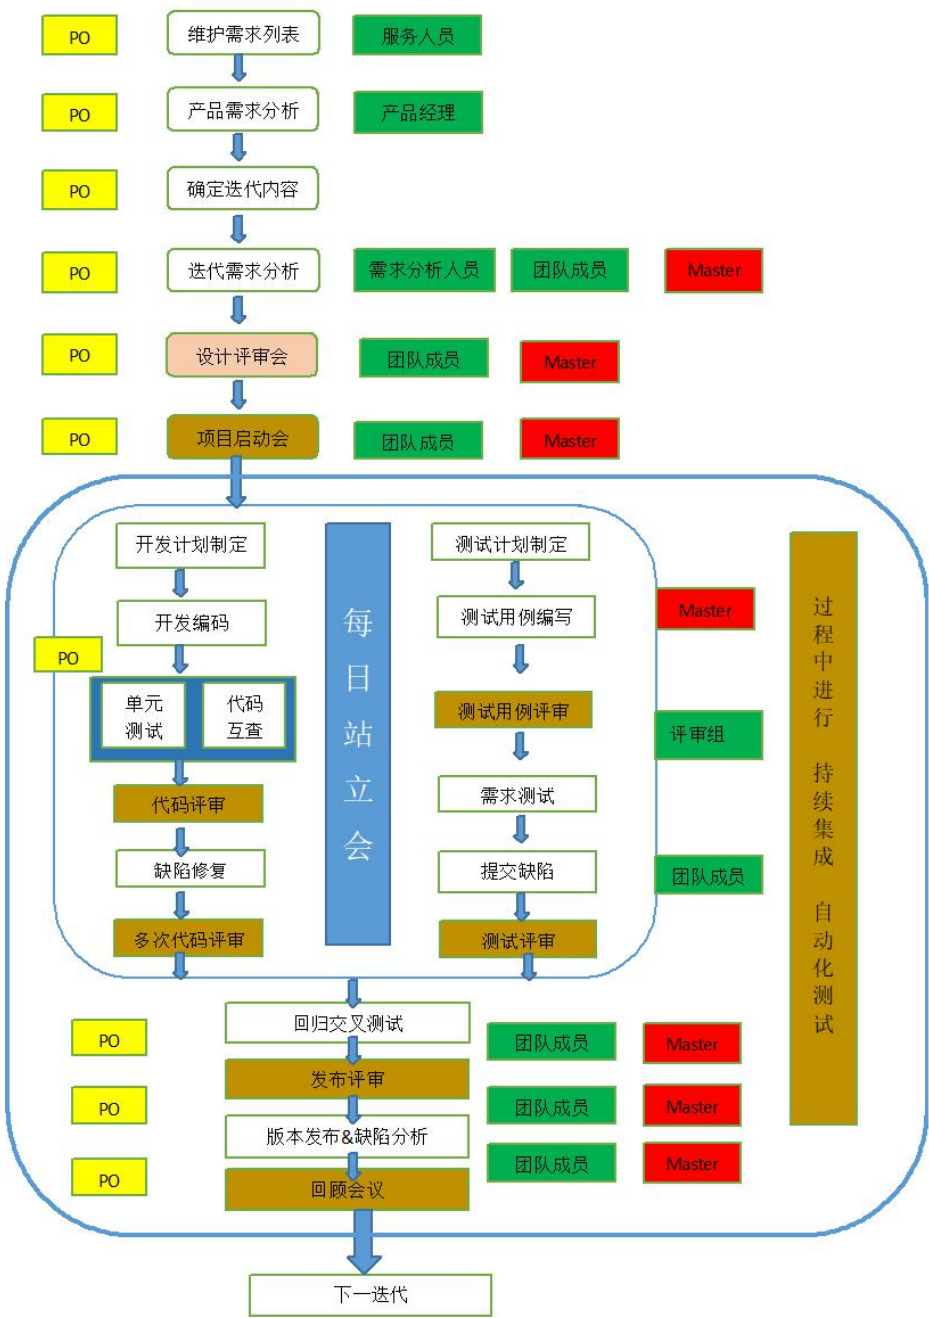 PO
维护需求列表
服务人员
PO
产品需求分析
产品经理
PO
确定迭代内容
PO
迭代需求分析
需求分析人员
团队成员
Master
PO
设计评审会
团队成员
Master
PO
项目启动会
团队成员
Master
开发计划制定
开发编码
PO
单元
测试
代码
互查
代码评审
缺陷修复
多次代码评审
每日站立会
测试计划制定
测试用例编写
测试用例评审
需求测试
提交缺陷
测试评审
Master
评审组
团队成员
过程中进行 持续集成 自动化测试
PO
回归交叉测试
团队成员
Master
发布评审
PO
团队成员
Master
版本发布&缺陷分析
PO
团队成员
Master
回顾会议
下一迭代